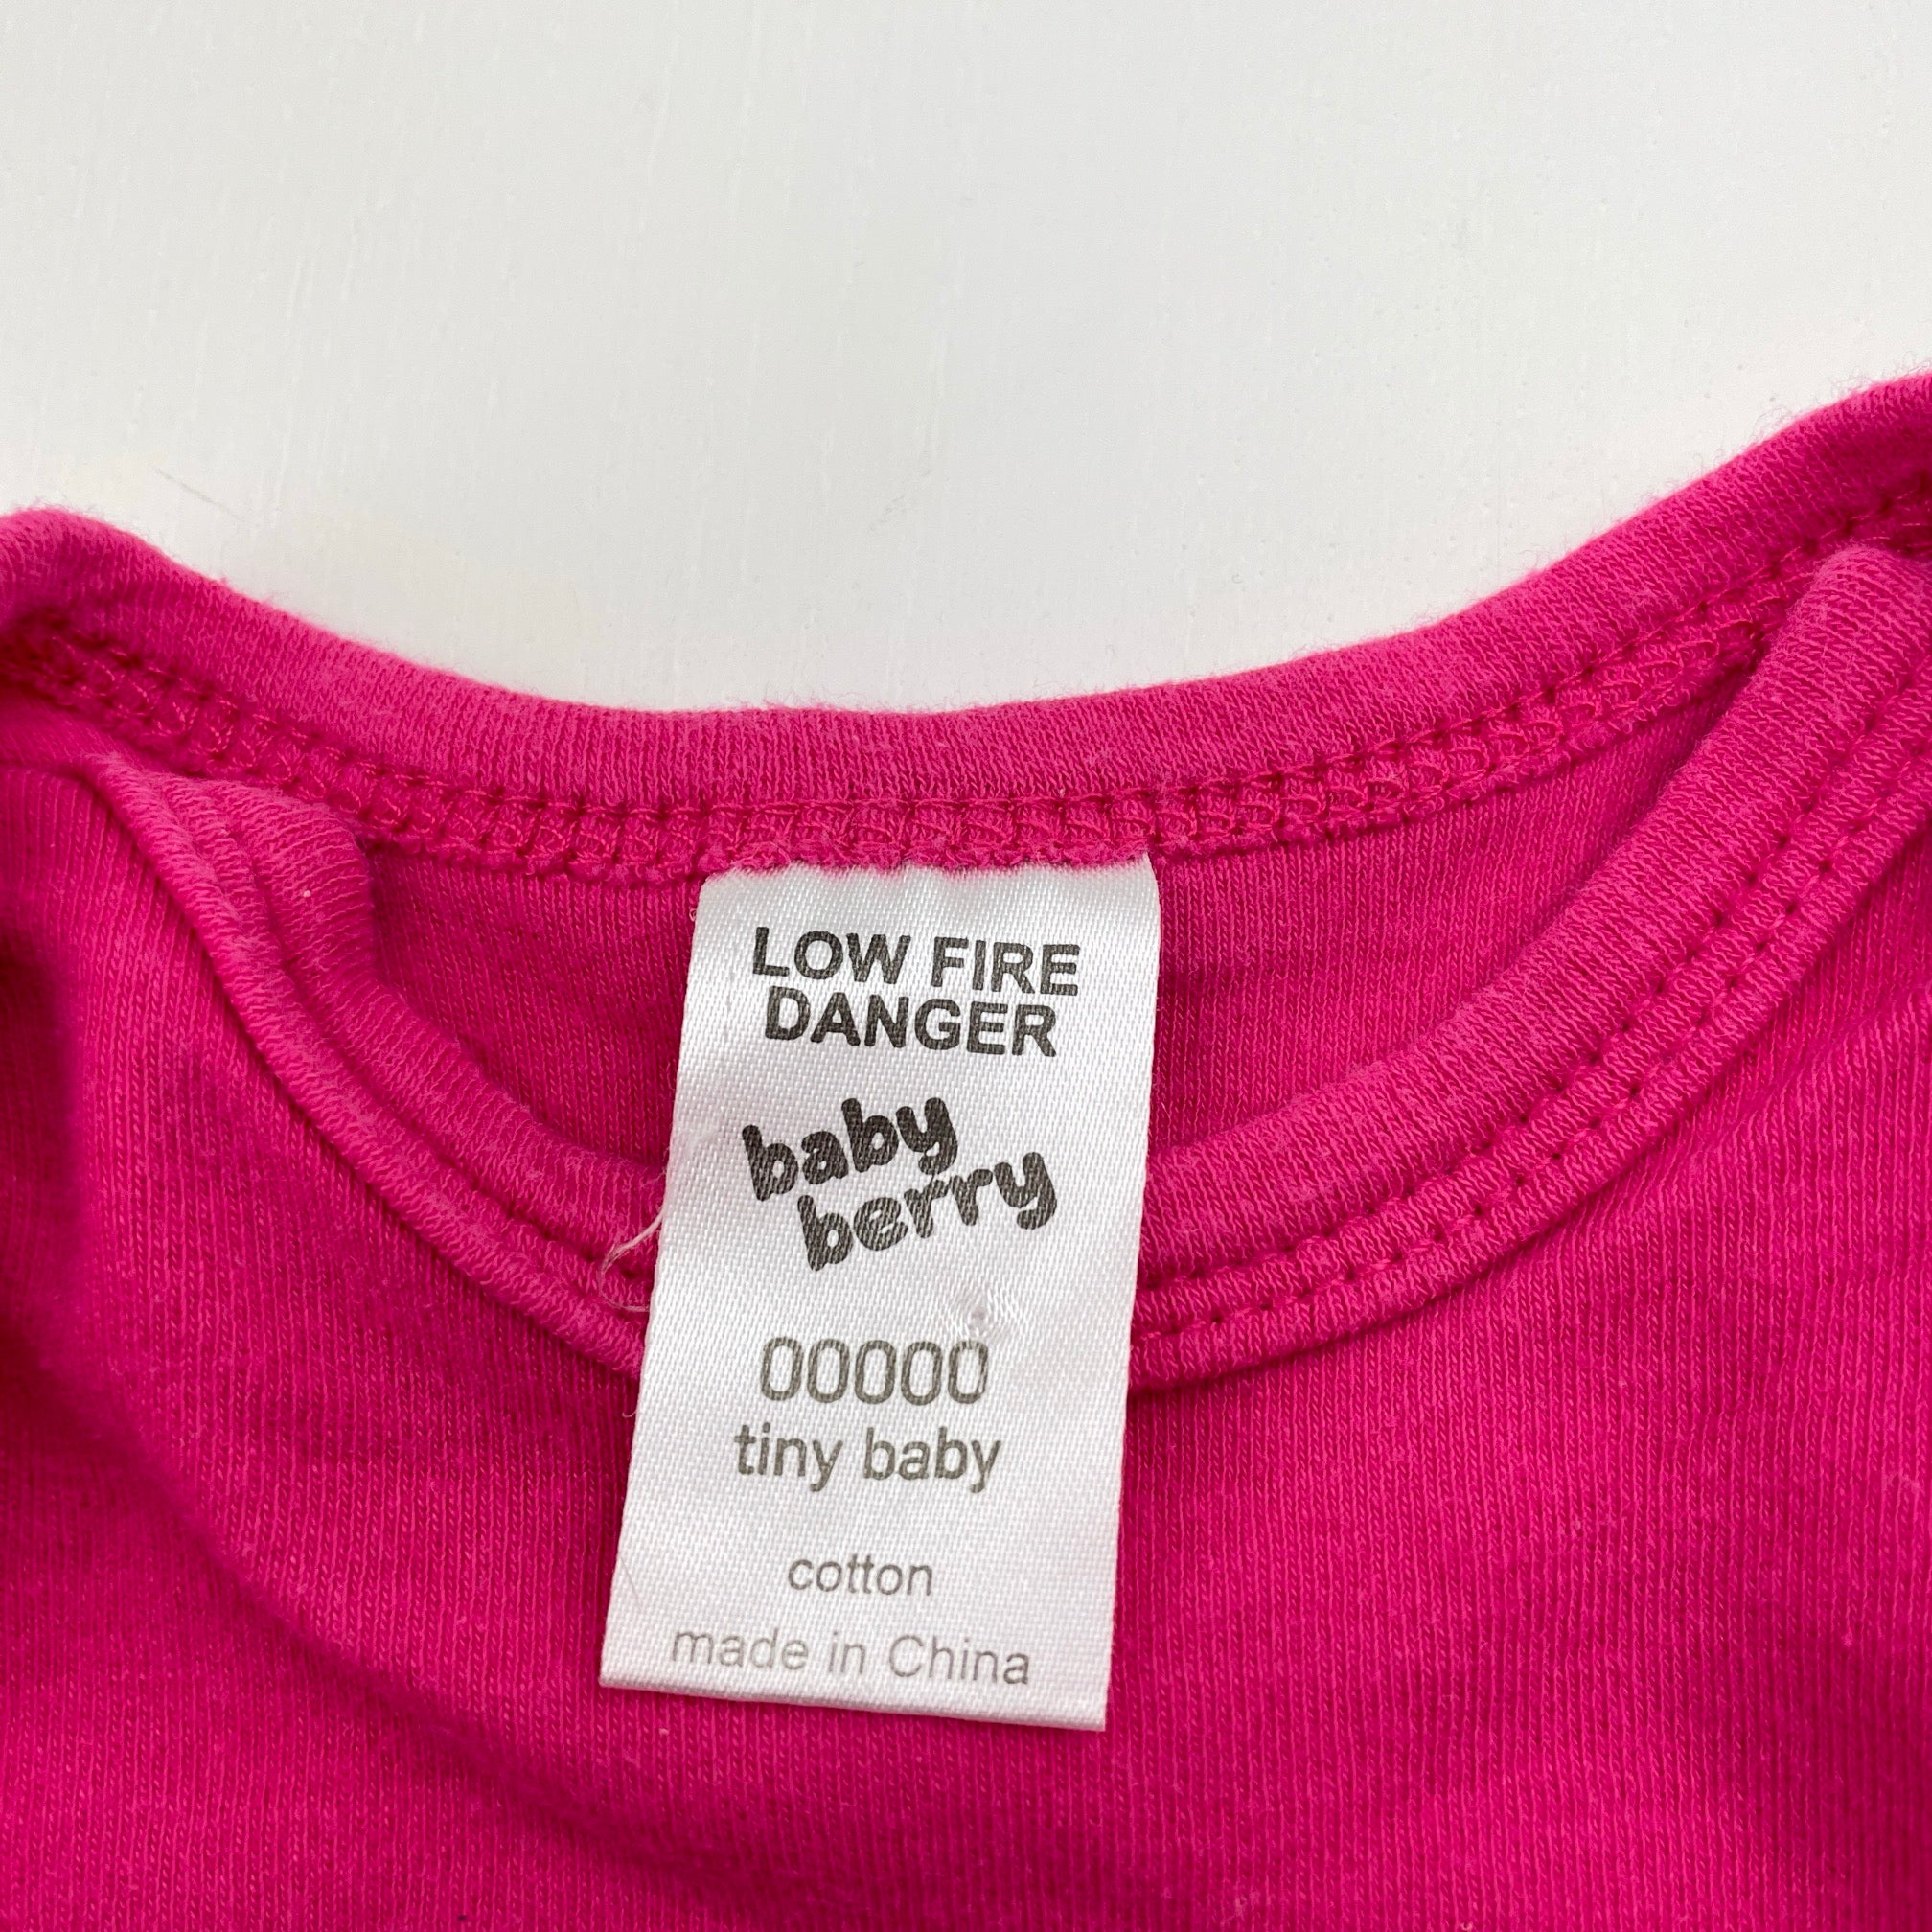 LOW FIRE
DANGER
baby
berry
00000
tiny baby
cotton
made in China